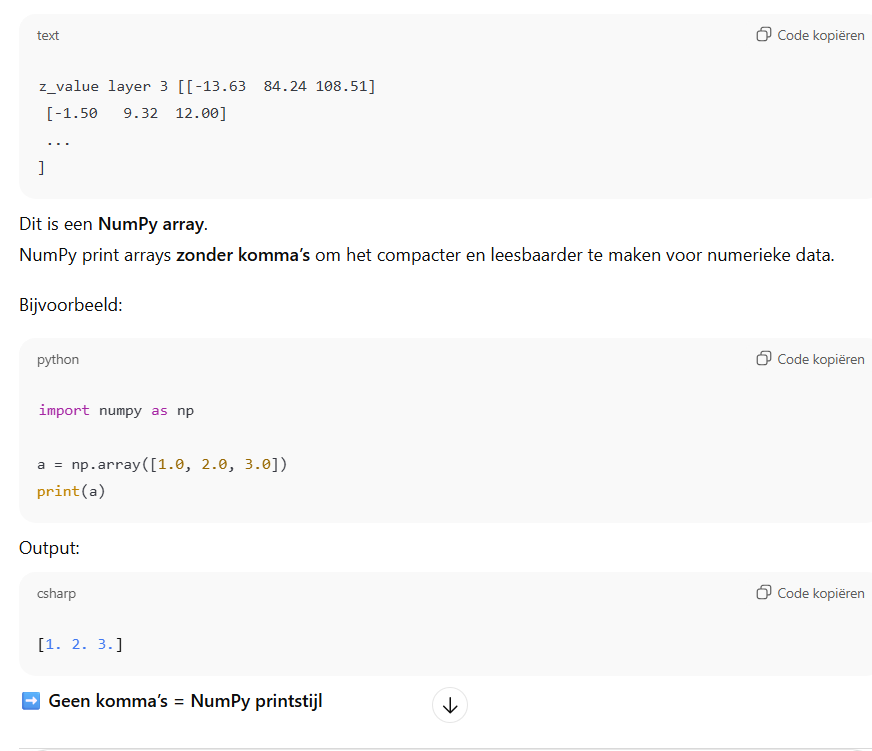 text
Code kopiëren
z_value layer 3 [[-13.63  84.24 108.51]
 [-1.50   9.32  12.00]
 ...
]
Dit is een NumPy array.
NumPy print arrays zonder komma’s om het compacter en leesbaarder te maken voor numerieke data.
Bijvoorbeeld:
python
Code kopiëren
import numpy as np
a = np.array([1.0, 2.0, 3.0])
print(a)
Output:
csharp
Code kopiëren
[1. 2. 3.]
➡️ Geen komma’s = NumPy printstijl